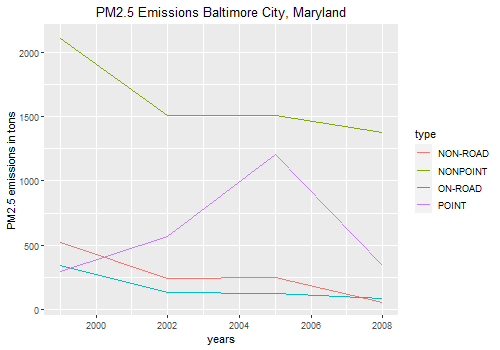 PM2.5 Emissions Baltimore City, Maryland
PM2.5 emissions in tons
2000
1500
1000
500
0
2000
2002
2004
2006
2008
years
type
NON-ROAD
NONPOINT
ON-ROAD
POINT